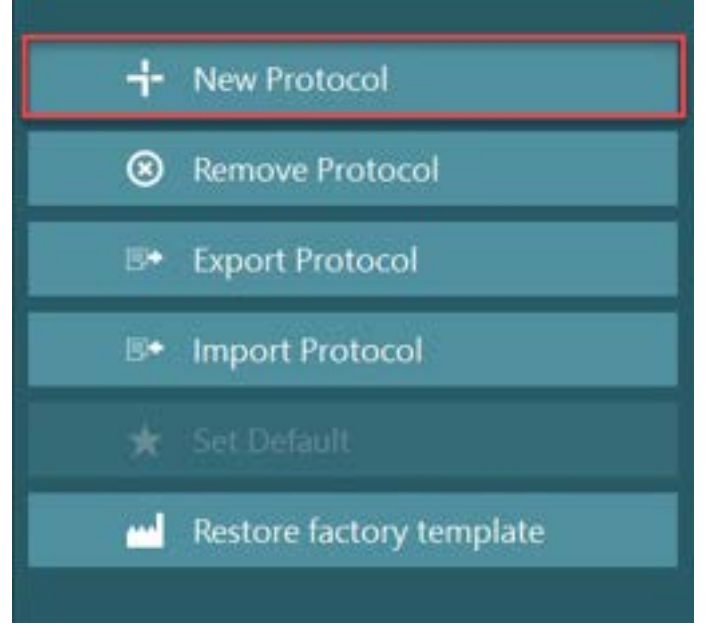 New Protocol
Remove Protocol
Export Protocol
Import Protocol
Set Default
Restore factory template